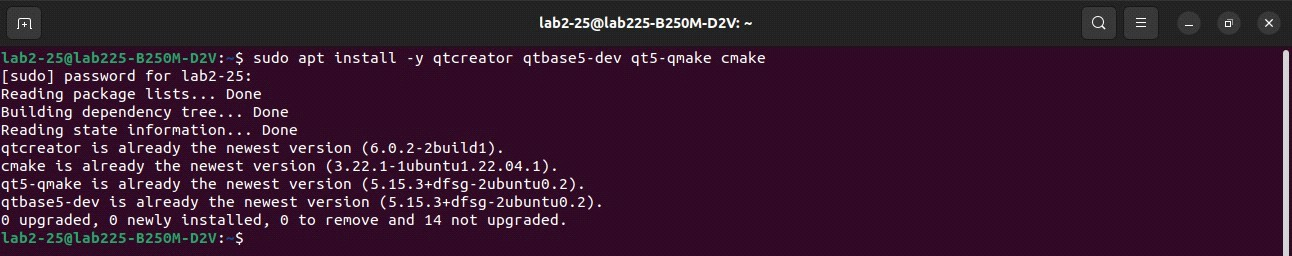 lab2-25@lab225-B250M-D2V: ~
lab2-25@lab225-B250M-D2V:~$ sudo apt install -y qtcreator qtbase5-dev qt5-qmake cmake
[sudo] password for lab2-25:
Reading package lists... Done
Building dependency tree... Done
Reading state information... Done
qtcreator is already the newest version (6.0.2-2build1).
cmake is already the newest version (3.22.1-1ubuntu1.22.04.1).
qt5-qmake is already the newest version (5.15.3+dfsg-2ubuntu0.2).
qtbase5-dev is already the newest version (5.15.3+dfsg-2ubuntu0.2).
0 upgraded, 0 newly installed, 0 to remove and 14 not upgraded.
lab2-25@lab225-B250M-D2V:~$